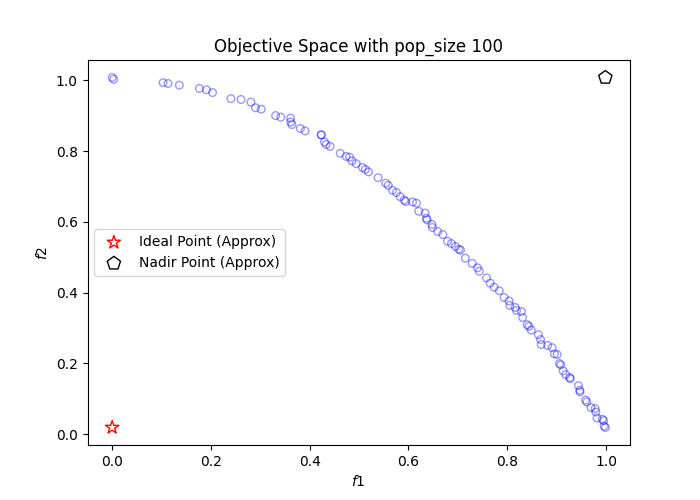 Objective Space with pop_size 100
1.0
0.8
0.6
0.4
0.2
0.0
f2
Ideal Point (Approx)
Nadir Point (Approx)
0.0 0.2 0.4 0.6 0.8 1.0
f1